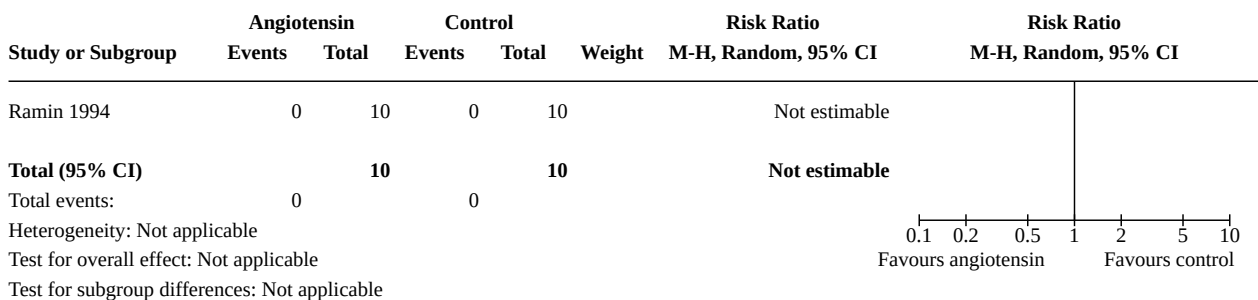 Angiotensin Control Risk Ratio Risk Ratio
Study or Subgroup Events Total Events Total Weight M-H, Random, 95% CI M-H, Random, 95% CI
Ramin 1994 0 10 0 10 Not estimable
Total (95% CI) 10 10 Not estimable
Total events: 0 0
Heterogeneity: Not applicable 0.1 0.2 0.5 1 2 5 10
Test for overall effect: Not applicable Favours angiotensin Favours control
Test for subgroup differences: Not applicable